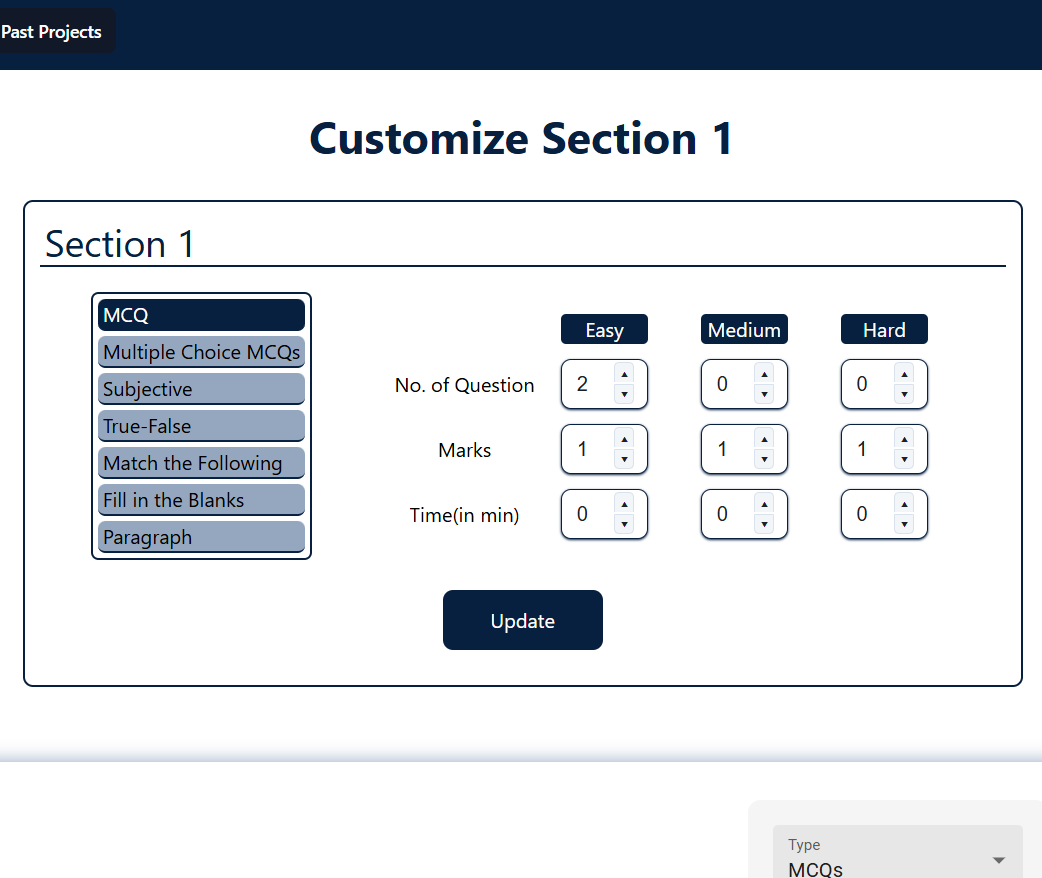 Past Projects
Customize Section 1
Section 1
MCQ
Multiple Choice MCQs
Subjective
True-False
Match the Following
Fill in the Blanks
Paragraph
Easy Medium Hard
No. of Question 2 0 0
Marks 1 1 1
Time(in min) 0 0 0
Update
Type
MCQs